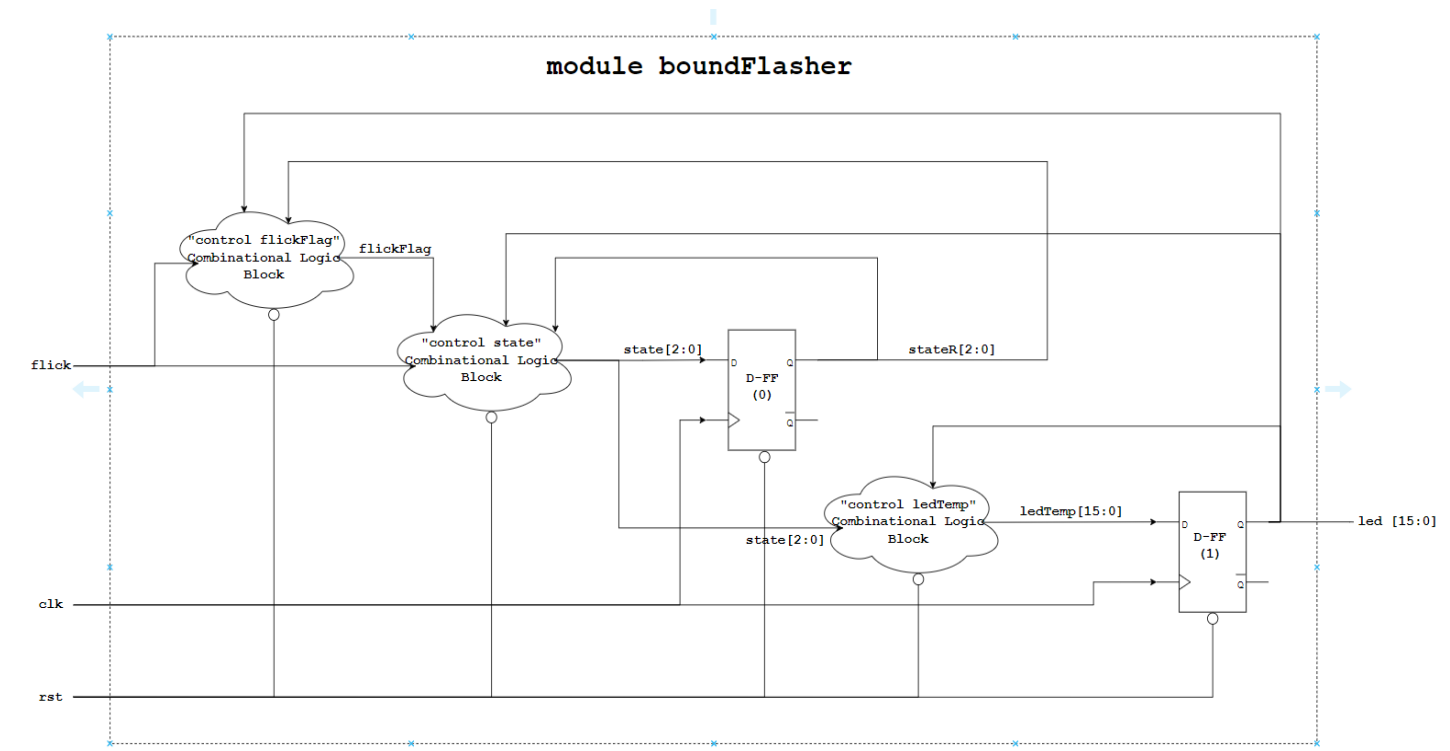 module boundFlasher
"control flickFlag"
Combinational Logic
Block
flickFlag
"control state"
Combinational Logic
Block
flick
state[2:0]
stateR[2:0]
D
Q
D-FF
(0)
Q
"control ledTemp"
Combinational Logic
Block
state[2:0]
ledTemp[15:0]
D
Q
D-FF
(1)
Q
led [15:0]
clk
rst